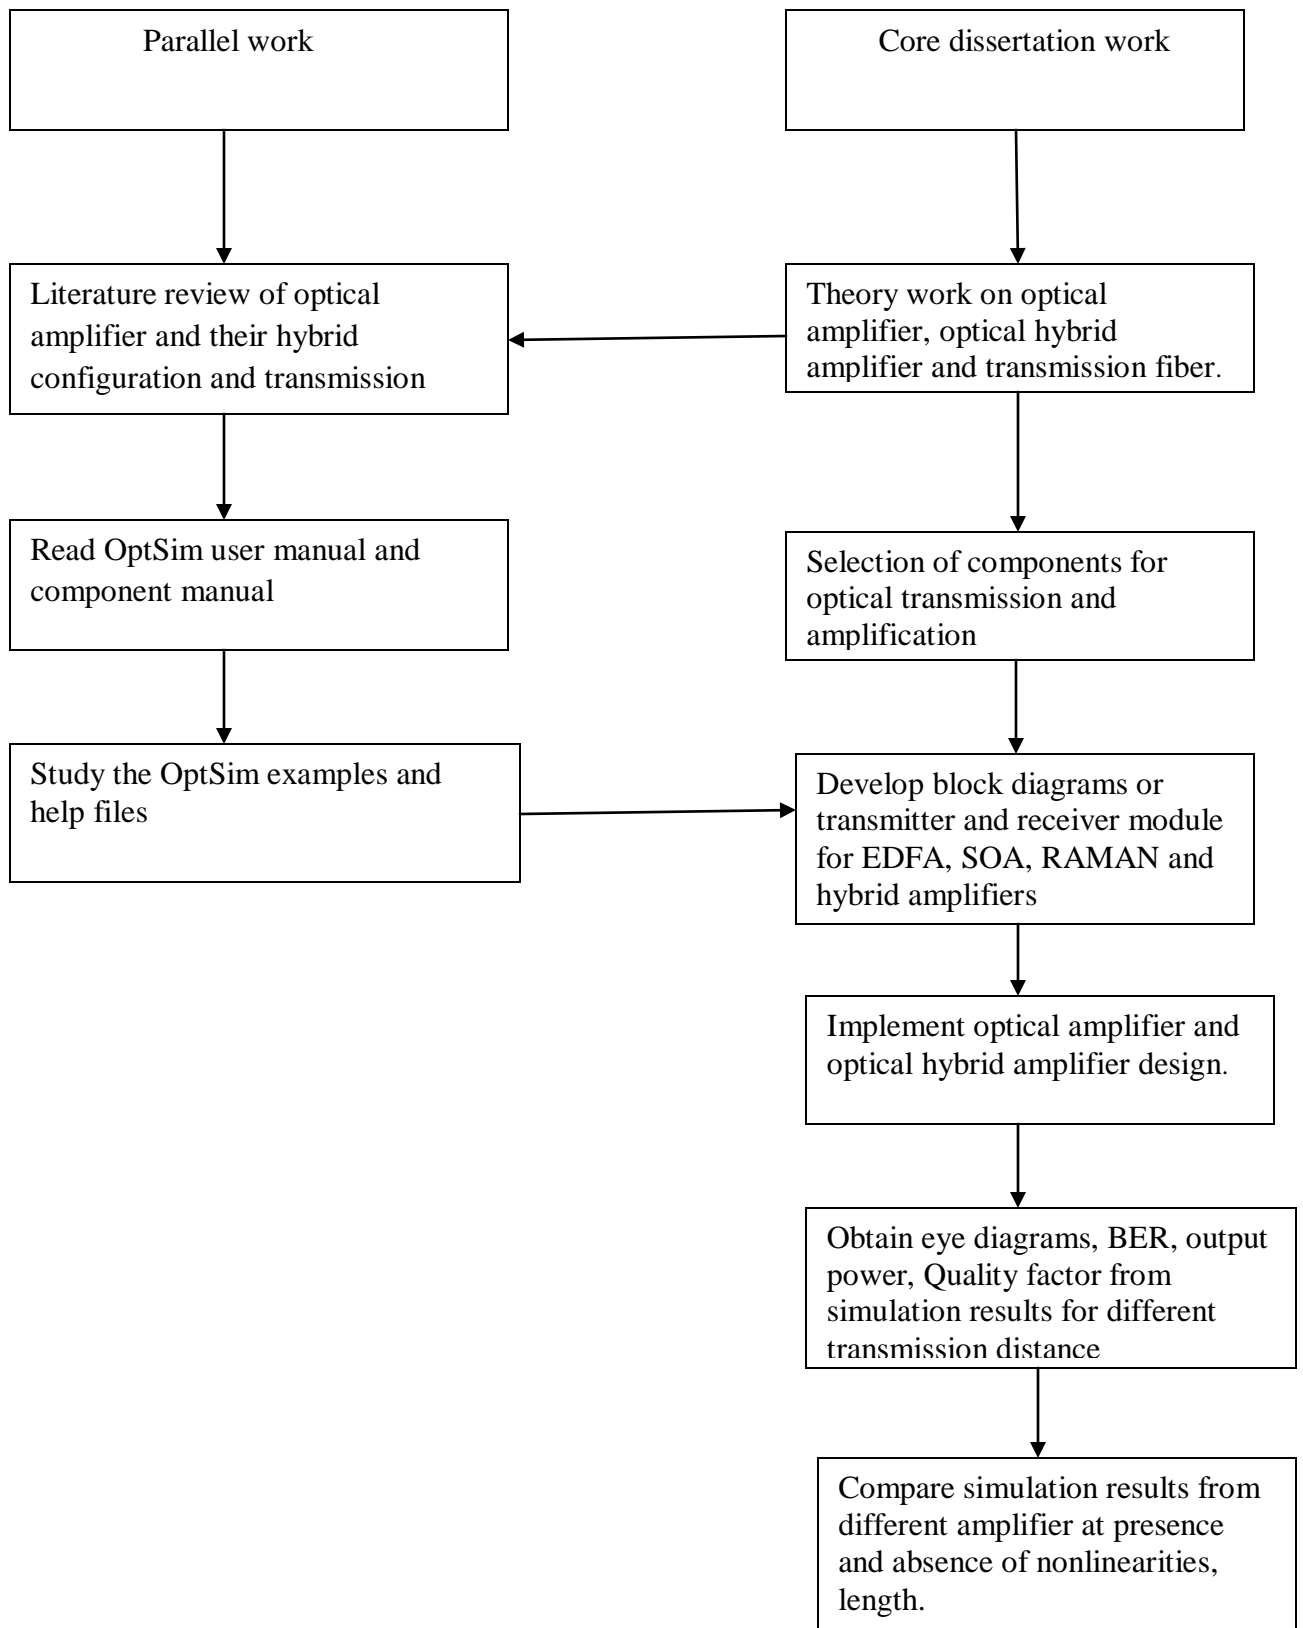 Parallel work
Core dissertation work
Literature review of optical
amplifier and their hybrid
configuration and transmission
Theory work on optical
amplifier, optical hybrid
amplifier and transmission fiber.
Read OptSim user manual and
component manual
Selection of components for
optical transmission and
amplification
Study the OptSim examples and
help files
Develop block diagrams or
transmitter and receiver module
for EDFA, SOA, RAMAN and
hybrid amplifiers
Implement optical amplifier and
optical hybrid amplifier design.
Obtain eye diagrams, BER, output
power, Quality factor from
simulation results for different
transmission distance
Compare simulation results from
different amplifier at presence
and absence of nonlinearities,
length.